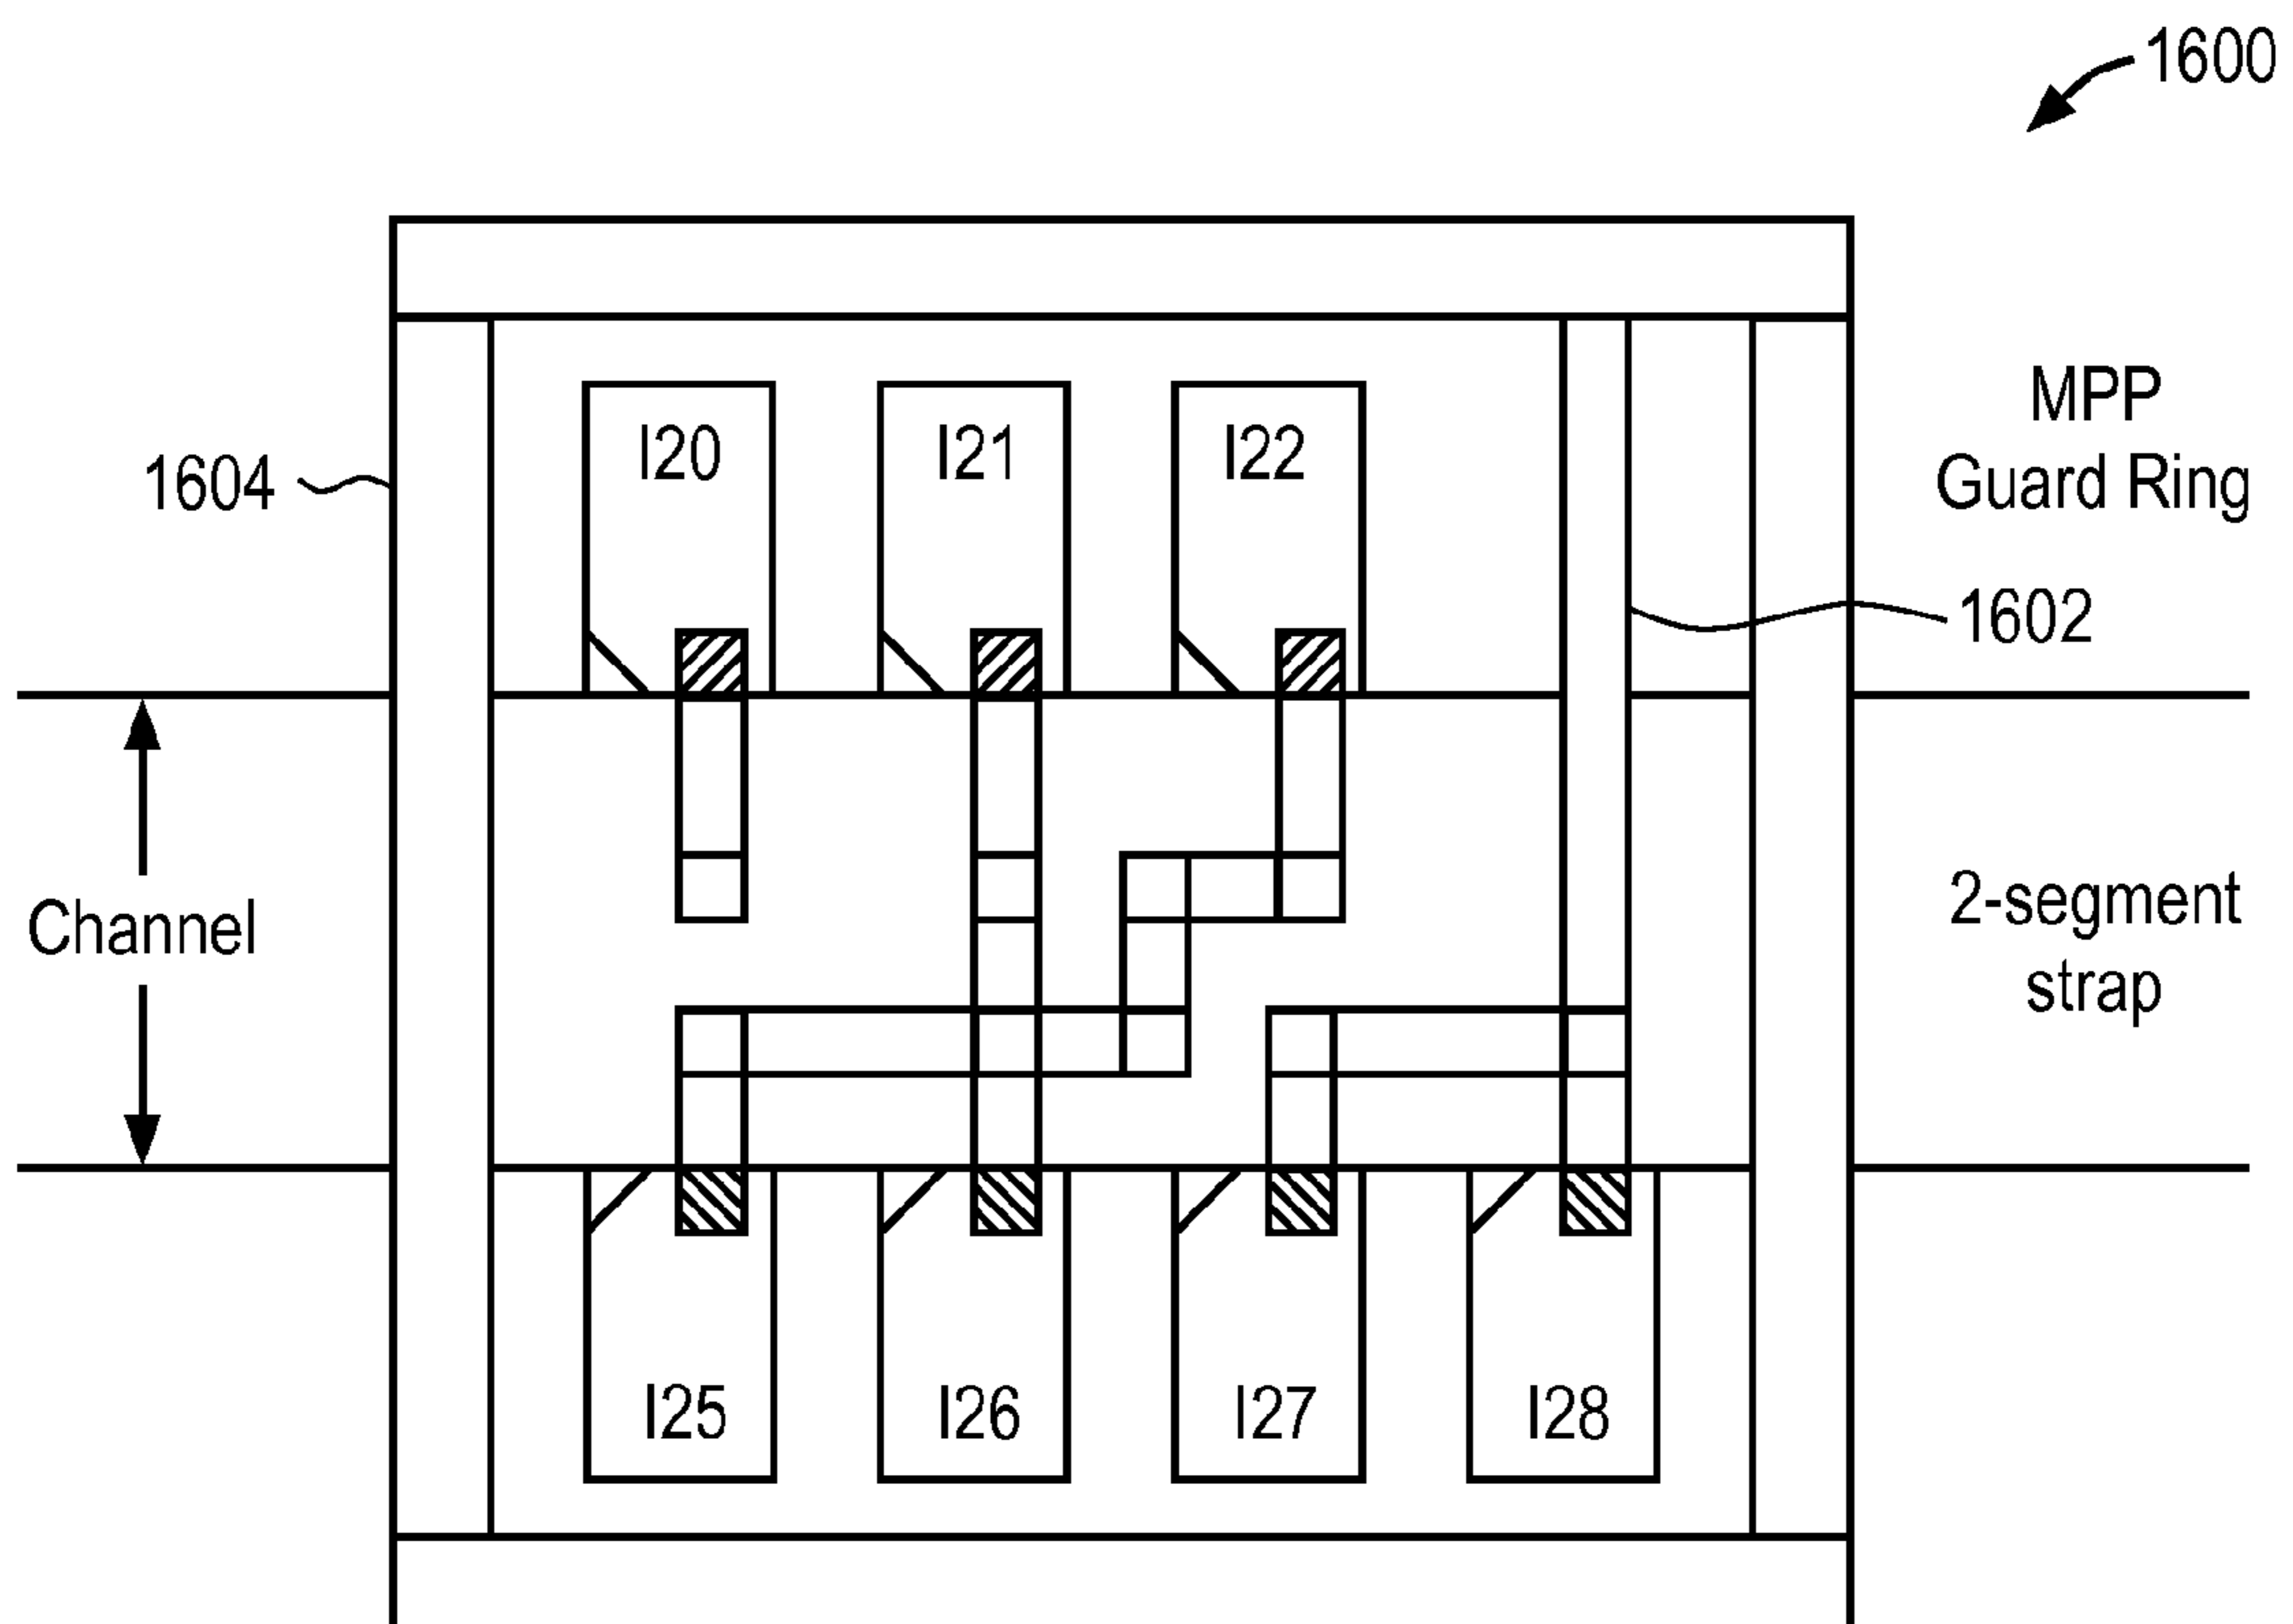 1600
MPP
Guard Ring
I20
I21
I22
1604
1602
Channel
2-segment
strap
I25
I26
I27
I28